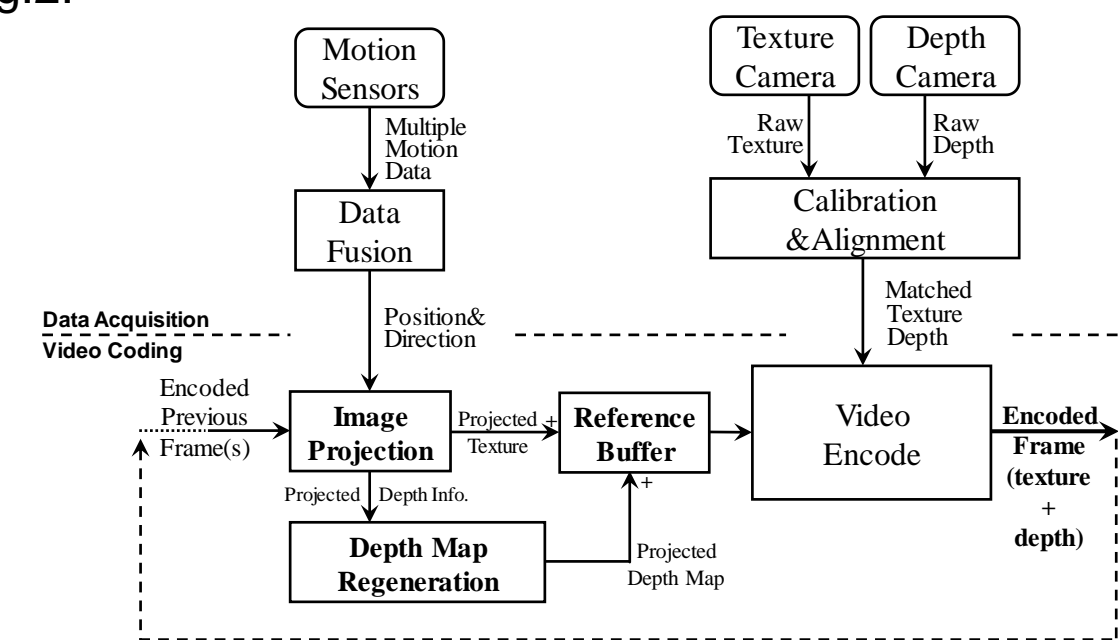 g.2.
Motion
Sensors
Texture
Camera
Depth
Camera
Multiple
Motion
Data
Raw
Texture
Raw
Depth
Data
Fusion
Calibration
&Alignment
Data Acquisition
Position&
Direction
Matched
Texture
Depth
Video Coding
Encoded
Previous
Frame(s)
Image
Projection
Projected +
Texture
Reference
Buffer
+
Video
Encode
Encoded
Frame
(texture
+
depth)
Projected Depth Info.
Depth Map
Regeneration
Projected
Depth Map